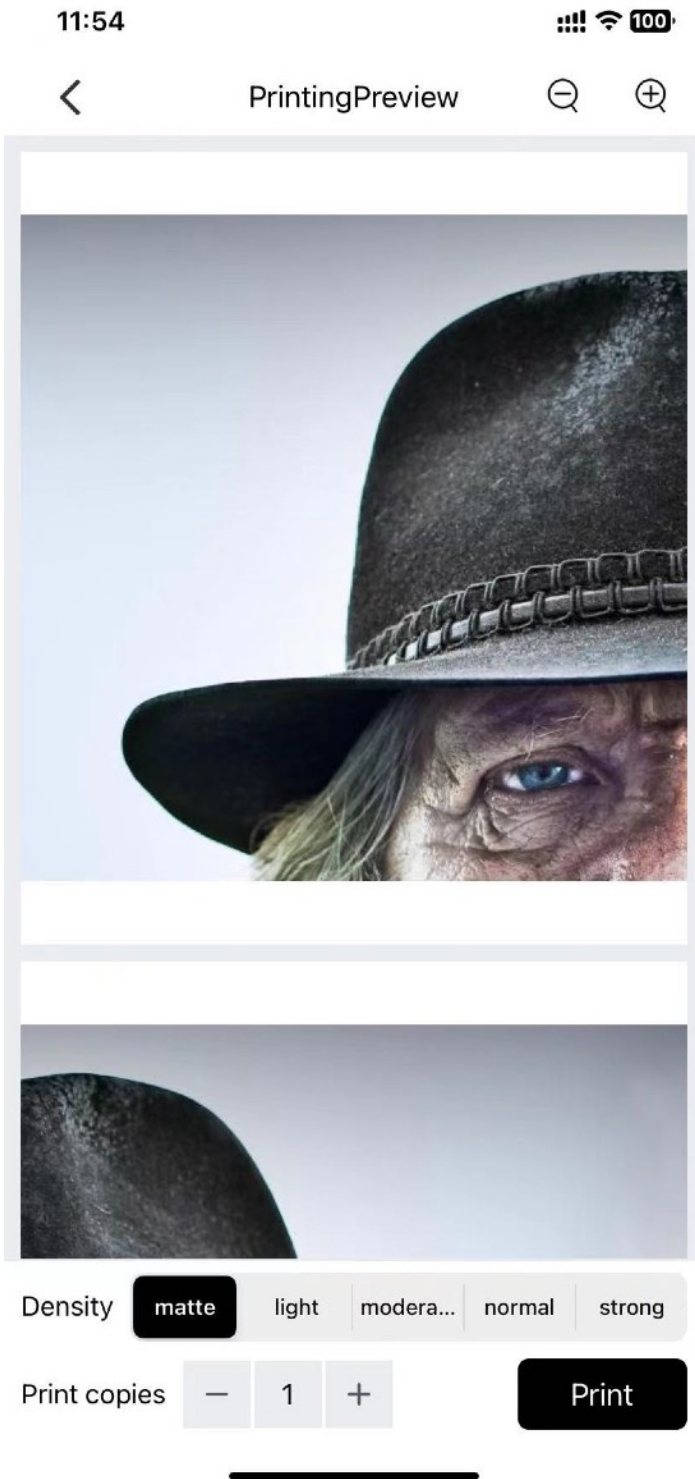 11:54 100
PrintingPreview
Density matte light modera... normal strong
Print copies − 1 + Print